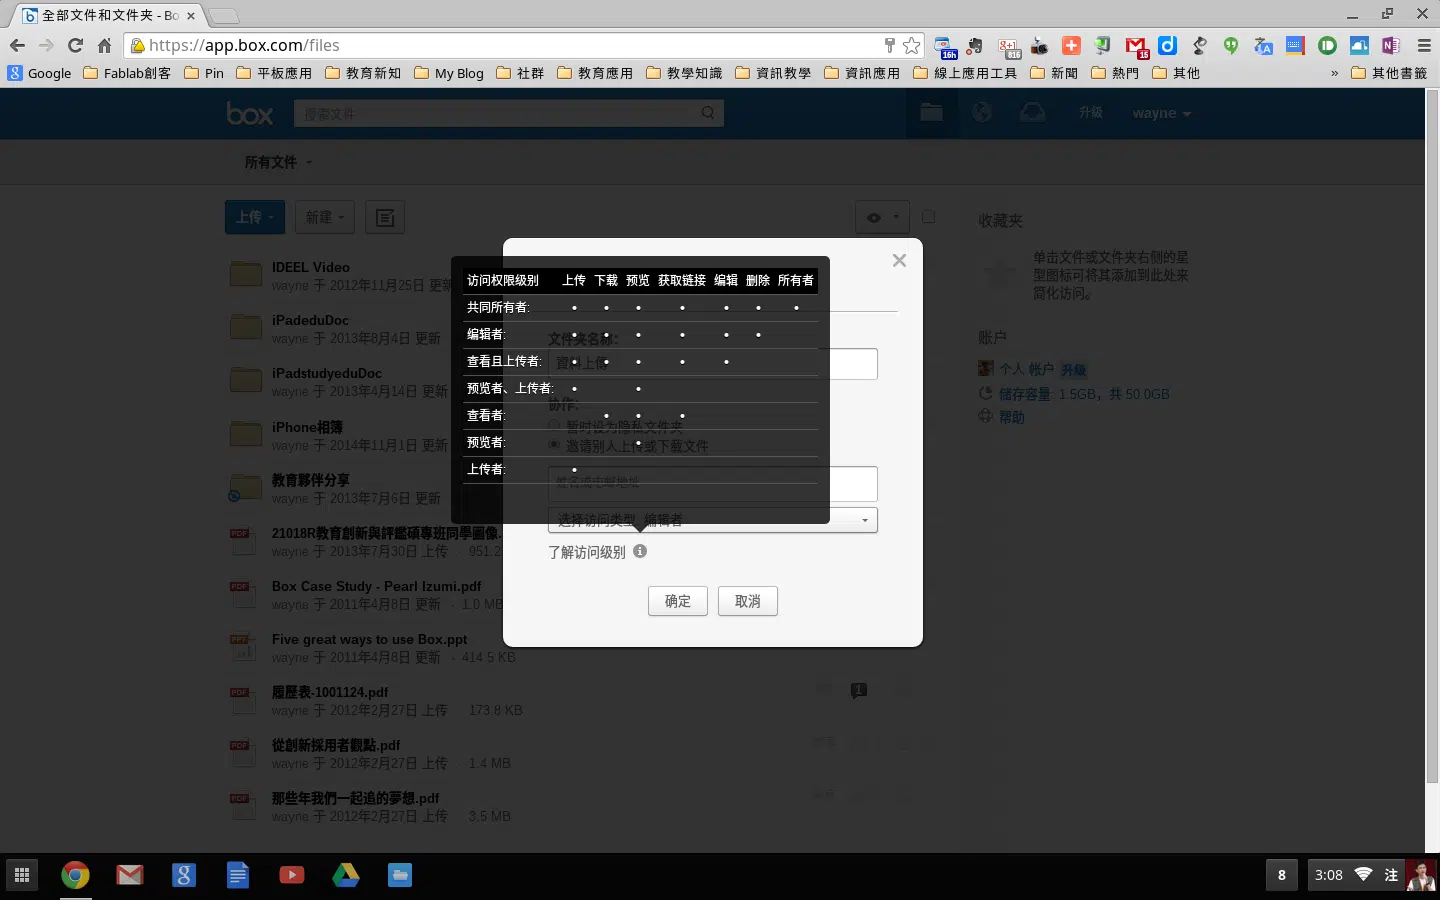 全部文件和文件夹 - Bo
https://app.box.com/files
16h
816
15
Google Fablab創客 Pin 平板應用 教育新知 My Blog 社群 教育應用 教學知識 資訊教學 資訊應用 線上應用工具 新聞 熱門 其他 » 其他書籤
box 搜索文件 升级 wayne
所有文件
上传 新建
收藏夹
单击文件或文件夹右侧的星
型图标可将其添加到此处来
简化访问。
账户
个人 帐户 升级
储存容量: 1.5GB，共 50.0GB
帮助
IDEEL Video
wayne 于 2012年11月25日 更新
iPadeduDoc
wayne 于 2013年8月4日 更新
iPadstudyeduDoc
wayne 于 2013年4月14日 更新
iPhone相簿
wayne 于 2014年11月1日 更新
教育夥伴分享
wayne 于 2013年7月6日 更新
21018R教育創新與評鑑碩專班同學圖像.
wayne 于 2013年7月30日 上传 951.2
Box Case Study - Pearl Izumi.pdf
wayne 于 2011年4月8日 更新 · 1.0 MB
Five great ways to use Box.ppt
wayne 于 2011年4月8日 更新 · 414.5 KB
履歷表-1001124.pdf
wayne 于 2012年2月27日 上传 173.8 KB
1
從創新採用者觀點.pdf
wayne 于 2012年2月27日 上传 1.4 MB
那些年我們一起追的夢想.pdf
wayne 于 2012年2月27日 上传 3.5 MB
访问权限级别 上传 下载 预览 获取链接 编辑 删除 所有者
共同所有者: • • • • • • •
编辑者: • • • • • •
查看且上传者: • • • • •
预览者、上传者: • •
查看者: • • •
预览者: •
上传者: •
文件夹名称:
資料上传
协作:
暂时设为隐私文件夹
邀请别人上传或下载文件
姓名或电邮地址
选择访问类型 编辑者
了解访问级别
确定 取消
8 3:08 注